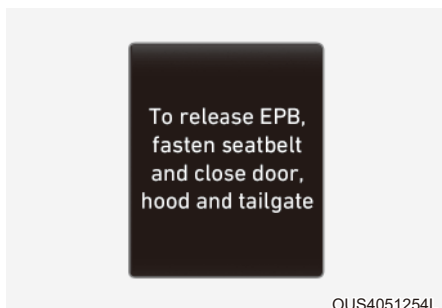 To release EPB,
fasten seatbelt
and close door,
hood and tailgate
OUS4051254L